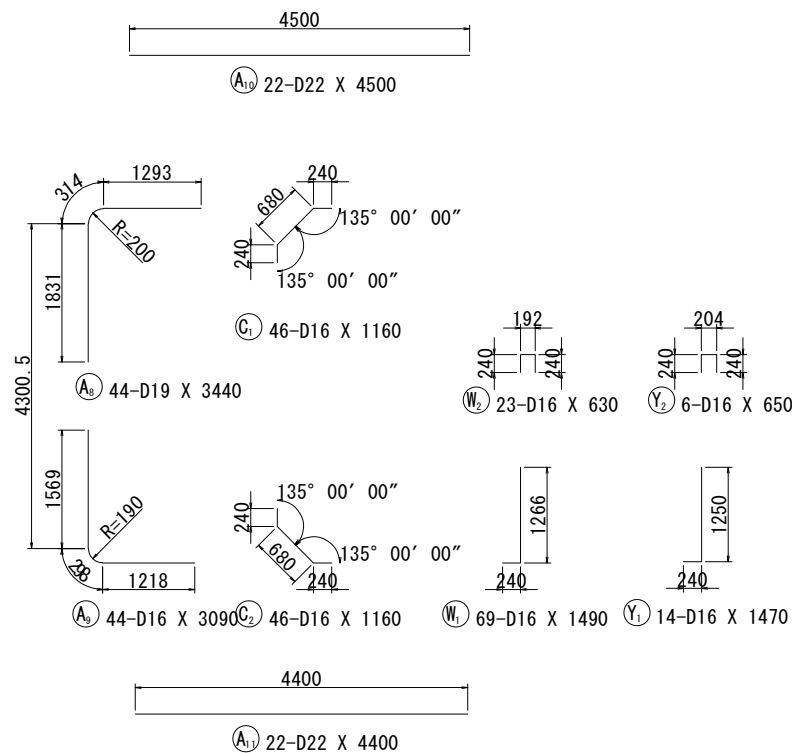 4500
A10 22-D22 X 4500
314
1293
R=200
1831
4300.5
A8 44-D19 X 3440
240
680
135° 00′ 00″
240
135° 00′ 00″
C1 46-D16 X 1160
192
240
240
W2 23-D16 X 630
204
240
240
Y2 6-D16 X 650
1569
R=190
298
1218
A9 44-D16 X 3090
135° 00′ 00″
240
135° 00′ 00″
680
240
C2 46-D16 X 1160
1266
240
W1 69-D16 X 1490
1250
240
Y1 14-D16 X 1470
4400
A11 22-D22 X 4400